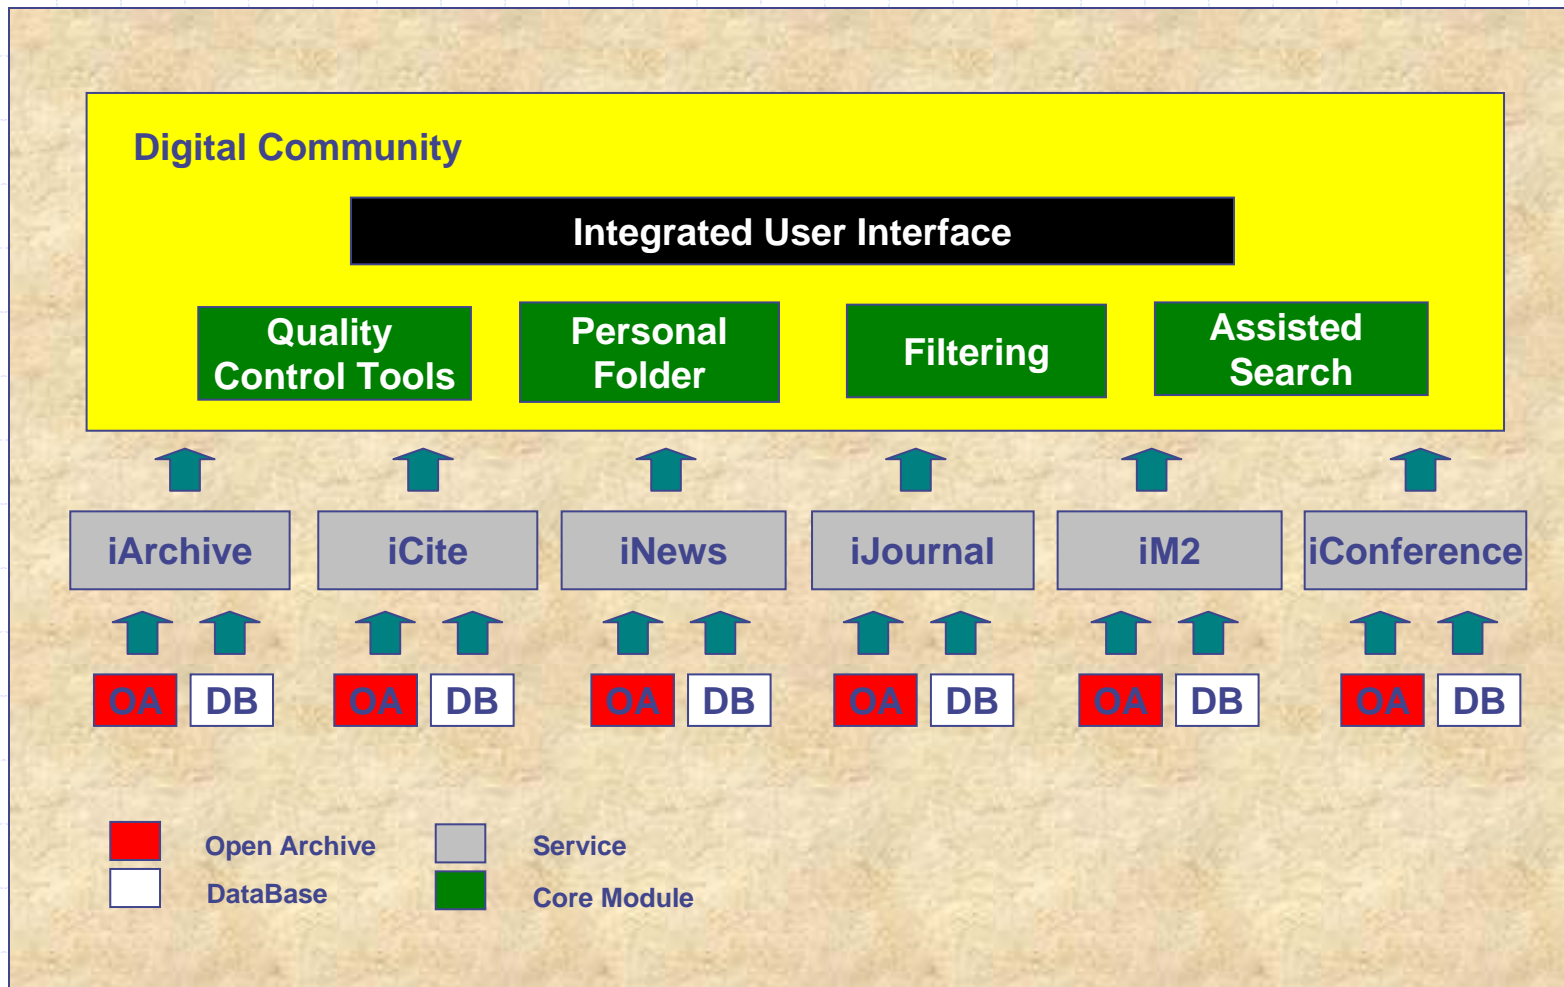 Digital Community
Integrated User Interface
Quality
Control Tools
Personal
Folder
Filtering
Assisted
Search
iArchive
iCite
iNews
iJournal
iM2
iConference
OA DB OA DB OA DB OA DB OA DB OA DB
Open Archive
Service
DataBase
Core Module